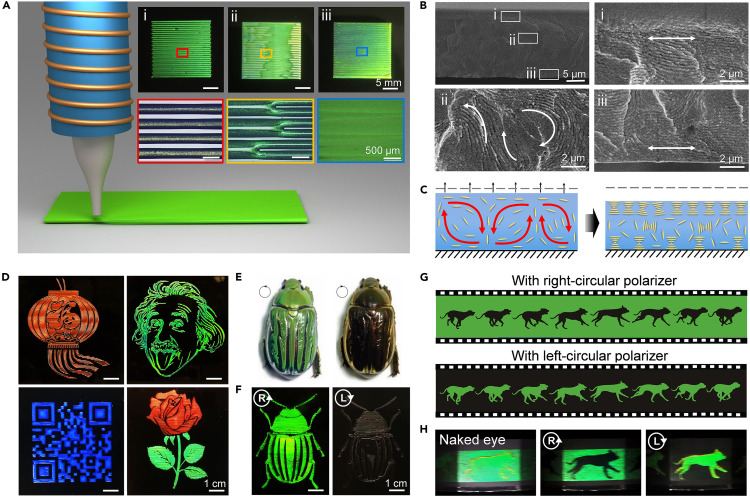 A
i
ii
iii
5 mm
500 µm
B
i
ii
iii
5 µm
2 µm
ii
2 µm
iii
2 µm
C
D
1 cm
E
F
R
L
1 cm
G
With right-circular polarizer
With left-circular polarizer
H
Naked eye
R
L